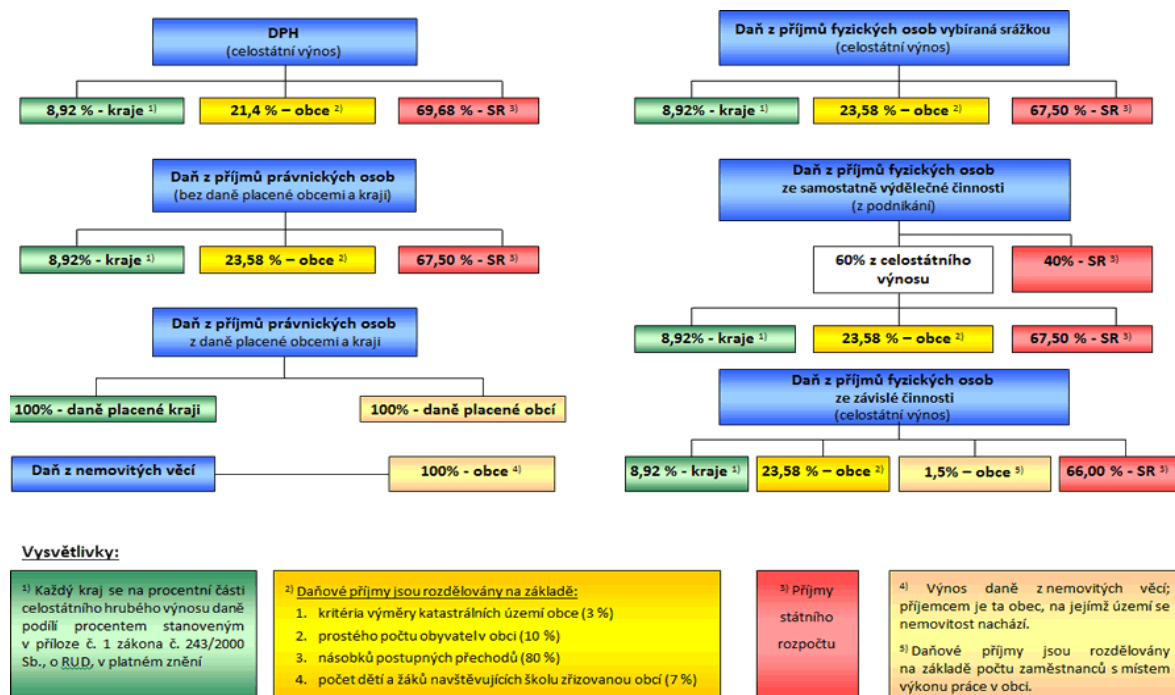 DPH
(celostátní výnos)
8,92 % - kraje 1)
21,4 % – obce 2)
69,68 % - SR 3)
Daň z příjmů právnických osob
(bez daně placené obcemi a kraji)
8,92% - kraje 1)
23,58 % – obce 2)
67,50 % - SR 3)
Daň z příjmů právnických osob
z daně placené obcemi a kraji
100% - daně placené kraji
100% - daně placené obcí
Daň z nemovitých věcí
100% - obce 4)
Daň z příjmů fyzických osob vybíraná srážkou
(celostátní výnos)
8,92% - kraje 1)
23,58 % – obce 2)
67,50 % - SR 3)
Daň z příjmů fyzických osob
ze samostatně výdělečné činnosti
(z podnikání)
60% z celostátního
výnosu
40% - SR 3)
8,92% - kraje 1)
23,58 % – obce 2)
67,50 % - SR 3)
Daň z příjmů fyzických osob
ze závislé činnosti
(celostátní výnos)
8,92 % - kraje 1)
23,58 % – obce 2)
1,5% – obce 5)
66,00 % - SR 3)
Vysvětlivky:
1) Každý kraj se na procentní části
celostátního hrubého výnosu daně
podílí procentem stanoveným
v příloze č. 1 zákona č. 243/2000
Sb., o RUD, v platném znění
2) Daňové příjmy jsou rozdělovány na základě:
1. kritéria výměry katastrálních území obce (3 %)
2. prostého počtu obyvatel v obci (10 %)
3. násobků postupných přechodů (80 %)
4. počet dětí a žáků navštěvujících školu zřizovanou obcí (7 %)
3) Příjmy
státního
rozpočtu
4) Výnos daně z nemovitých věcí;
příjemcem je ta obec, na jejímž území se
nemovitost nachází.
5) Daňové příjmy jsou rozdělovány
na základě počtu zaměstnanců s místem
výkonu práce v obci.